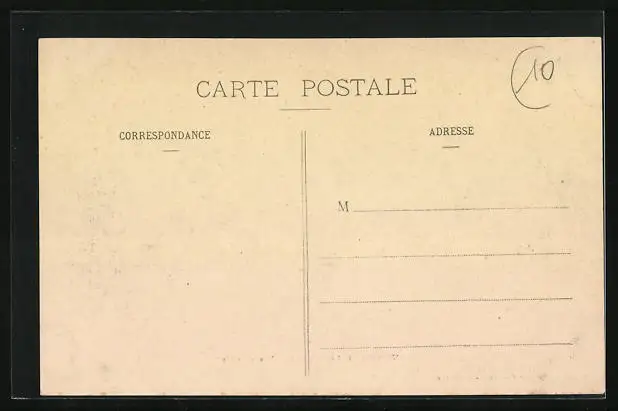 CARTE POSTALE
10
CORRESPONDANCE
ADRESSE
M